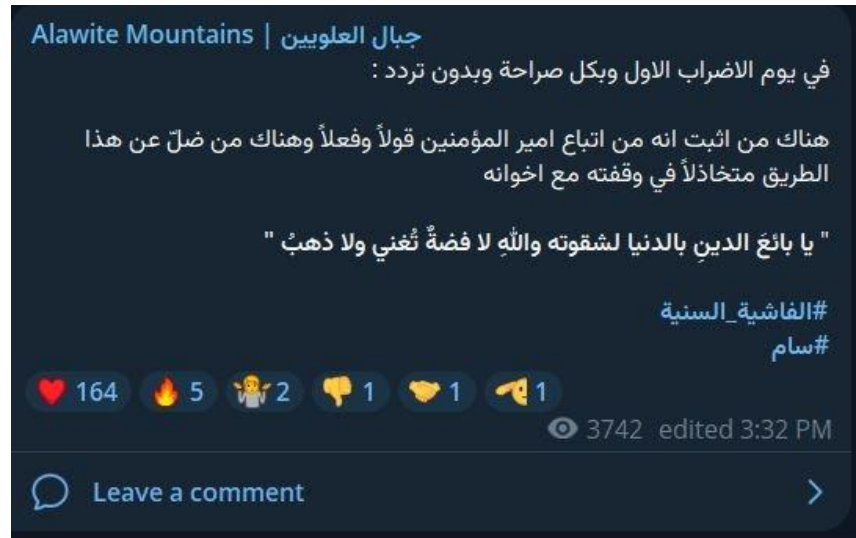 Alawite Mountains | جبال العلويين
في يوم الاضراب الاول وبكل صراحة وبدون تردد :
هناك من اثبت انه من اتباع امير المؤمنين قولاً وفعلاً وهناك من ضلّ عن هذا
الطريق متخاذلاً في وقفته مع اخوانه
" يا بائعَ الدينِ بالدنيا لشقوته واللهِ لا فضةٌ تُغني ولا ذهبُ "
#الفاشية_السنية
#سام
164 5 2 1 1 1
3742 edited 3:32 PM
Leave a comment